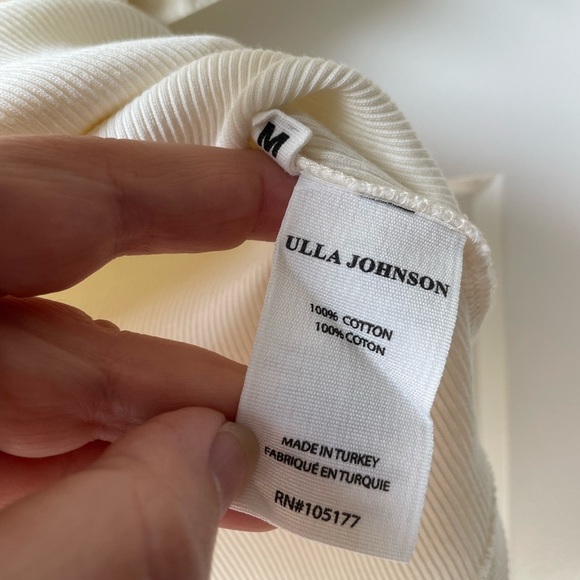 M
ULLA JOHNSON
100% COTTON
100% COTON
MADE IN TURKEY
FABRIQUÉ EN TURQUIE
RN#105177